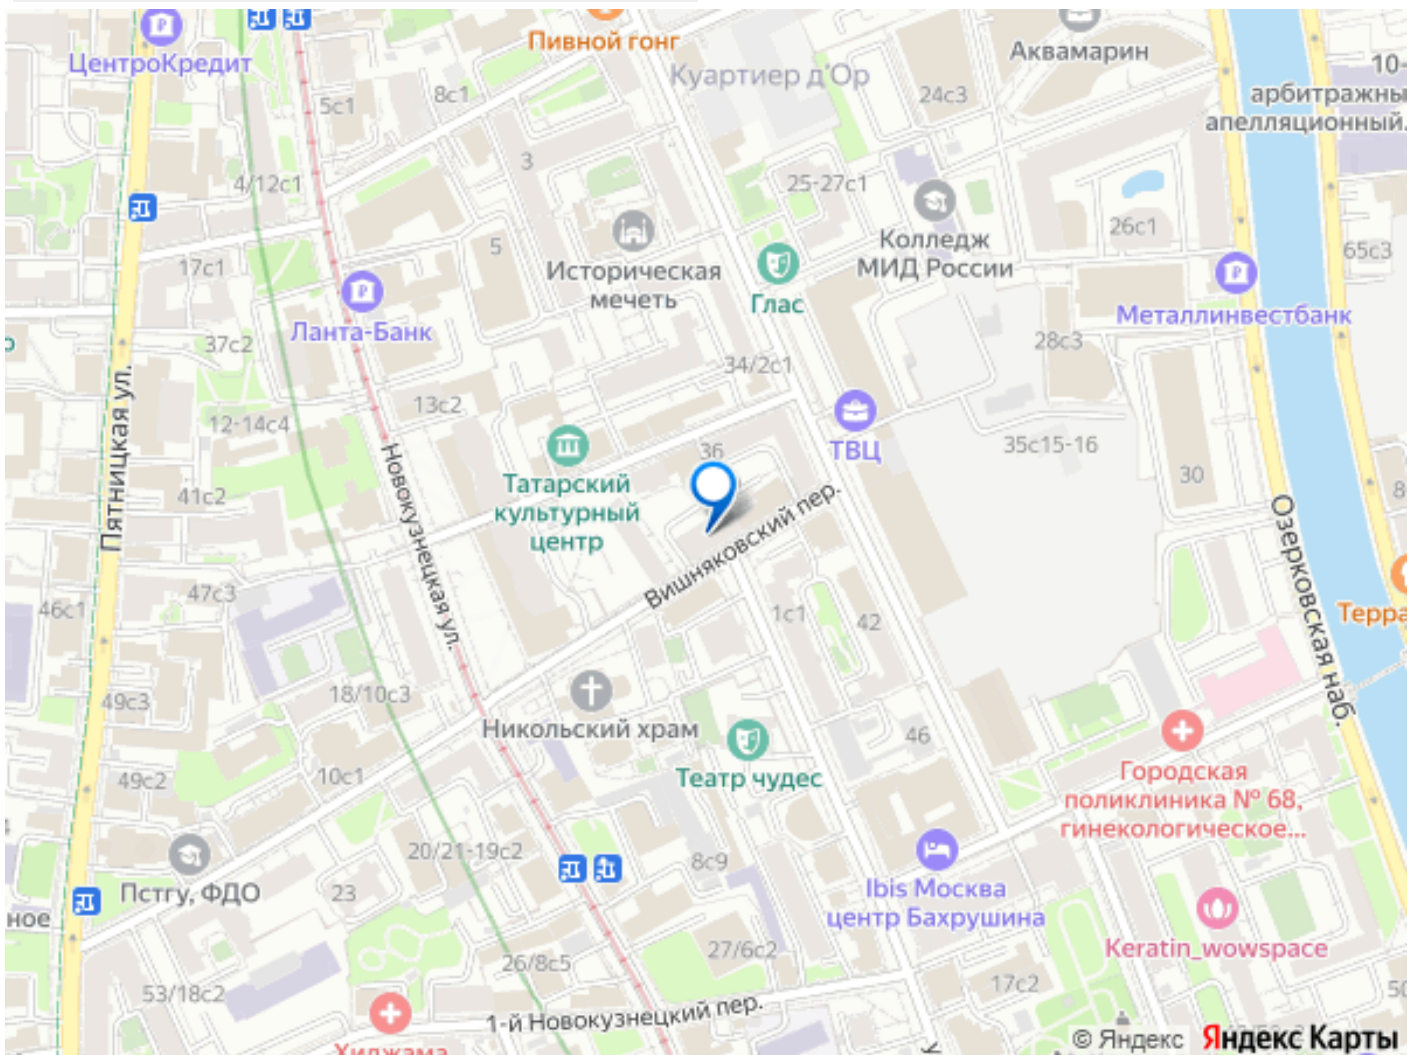 Пивной гонг
ЦентроКредит
Аквамарин
Куартиер д'Ор
10-
арбитражны
апелляционный.
24с3
8с1
5с1
3
4/12с1
25-27с1
26с1
65с3
Колледж
МИД России
5
Историческая
мечеть
17с1
Глас
Металлинвестбанк
Ланта-Банк
37с2
28с3
34/2с1
Пятницкая ул.
13с2
12-14с4
ТВЦ
35с15-16
36
30
Татарский
культурный
центр
41с2
8
Новокузнецкая ул.
Вишняковский пер.
Озерковская наб.
47с3
46с1
1с1
42
Терра
18/10с3
49с3
Никольский храм
46
Театр чудес
10с1
49с2
Городская
поликлиника № 68,
гинекологическое...
20/21-19с2
8с9
Ibis Москва
центр Бахрушина
Пстгу, ФДО
23
ное
27/6с2
Keratin_wowspace
26/8с5
17с2
53/18с2
50
1-й Новокузнецкий пер.
Хиджама
© Яндекс Яндекс Карты